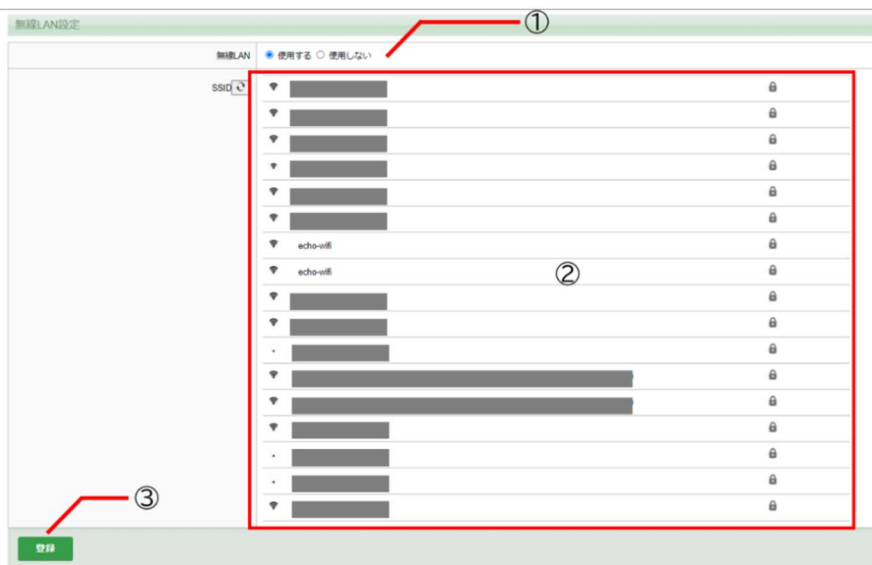 無線LAN設定
①
無線LAN 使用する 使用しない
SSID
echo-wifi
echo-wifi
②
③
登録